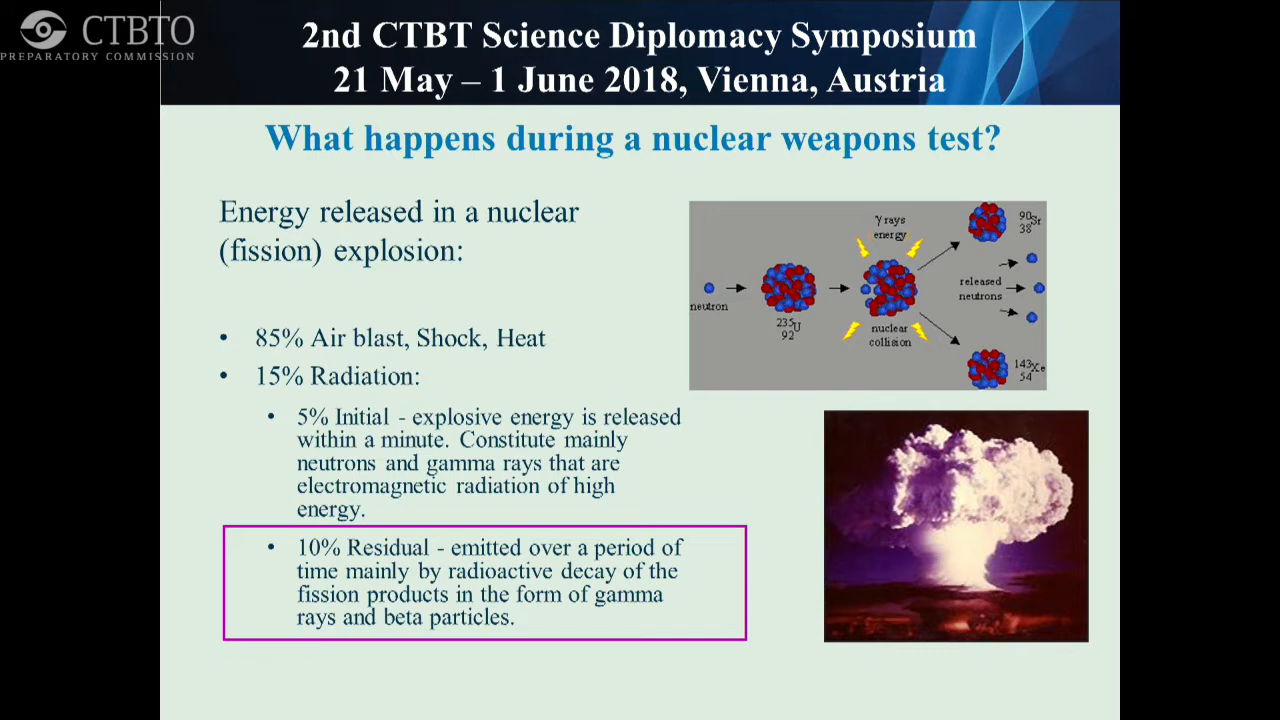 CTBTO
PREPARATORY COMMISSION
2nd CTBT Science Diplomacy Symposium
21 May – 1 June 2018, Vienna, Austria
What happens during a nuclear weapons test?
Energy released in a nuclear
(fission) explosion:
• 85% Air blast, Shock, Heat
• 15% Radiation:
• 5% Initial - explosive energy is released
within a minute. Constitute mainly
neutrons and gamma rays that are
electromagnetic radiation of high
energy.
• 10% Residual - emitted over a period of
time mainly by radioactive decay of the
fission products in the form of gamma
rays and beta particles.
neutron
235
U
92
γ rays
energy
nuclear
collision
90
Sr
38
released
neutrons
143
Xe
54